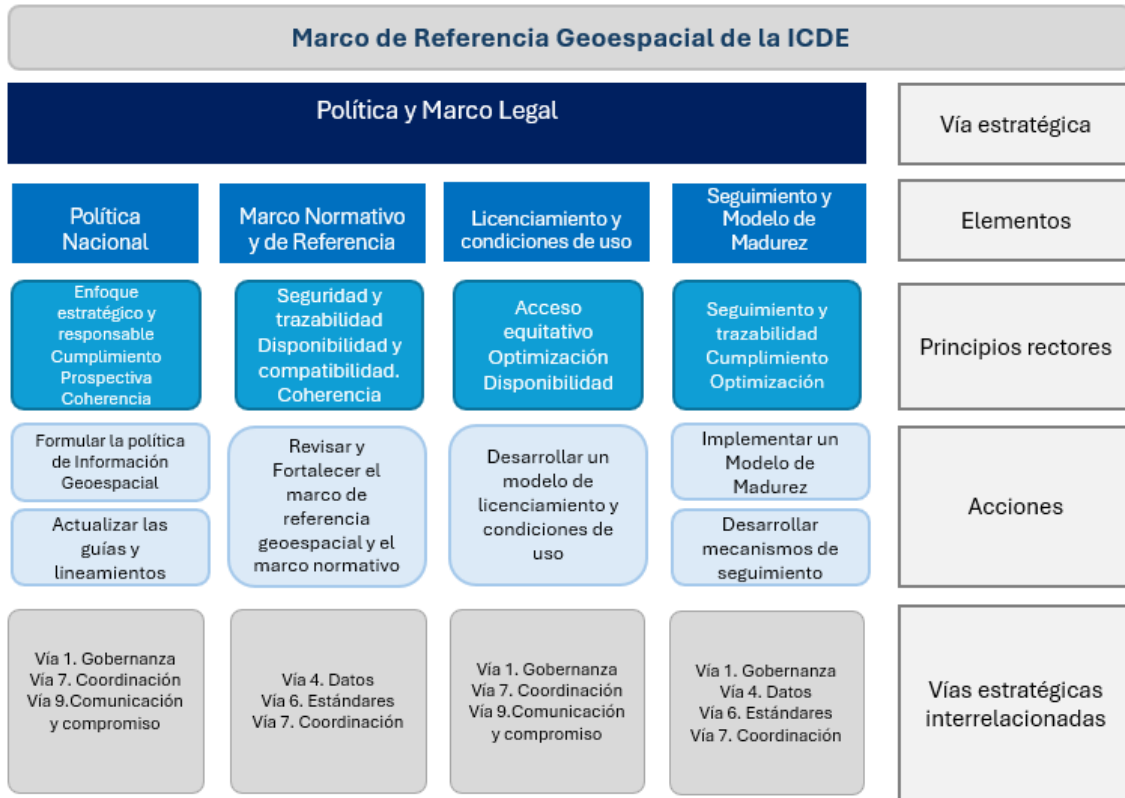 Marco de Referencia Geoespacial de la ICDE
Política y Marco Legal
Vía estratégica
Política
Nacional
Marco Normativo
y de Referencia
Licenciamiento y
condiciones de uso
Seguimiento y
Modelo de
Madurez
Elementos
Enfoque
estratégico y
responsable
Cumplimiento
Prospectiva
Coherencia
Seguridad y
trazabilidad
Disponibilidad y
compatibilidad.
Coherencia
Acceso
equitativo
Optimización
Disponibilidad
Seguimiento y
trazabilidad
Cumplimiento
Optimización
Principios rectores
Formular la política
de Información
Geoespacial
Actualizar las
guías y
lineamientos
Revisar y
Fortalecer el
marco de
referencia
geoespacial y el
marco normativo
Desarrollar un
modelo de
licenciamiento y
condiciones de
uso
Implementar un
Modelo de
Madurez
Desarrollar
mecanismos de
seguimiento
Acciones
Vía 1. Gobernanza
Vía 7. Coordinación
Vía 9.Comunicación
y compromiso
Vía 4. Datos
Vía 6. Estándares
Vía 7. Coordinación
Vía 1. Gobernanza
Vía 7. Coordinación
Vía 9.Comunicación
y compromiso
Vía 1. Gobernanza
Vía 4. Datos
Vía 6. Estándares
Vía 7. Coordinación
Vías estratégicas
interrelacionadas